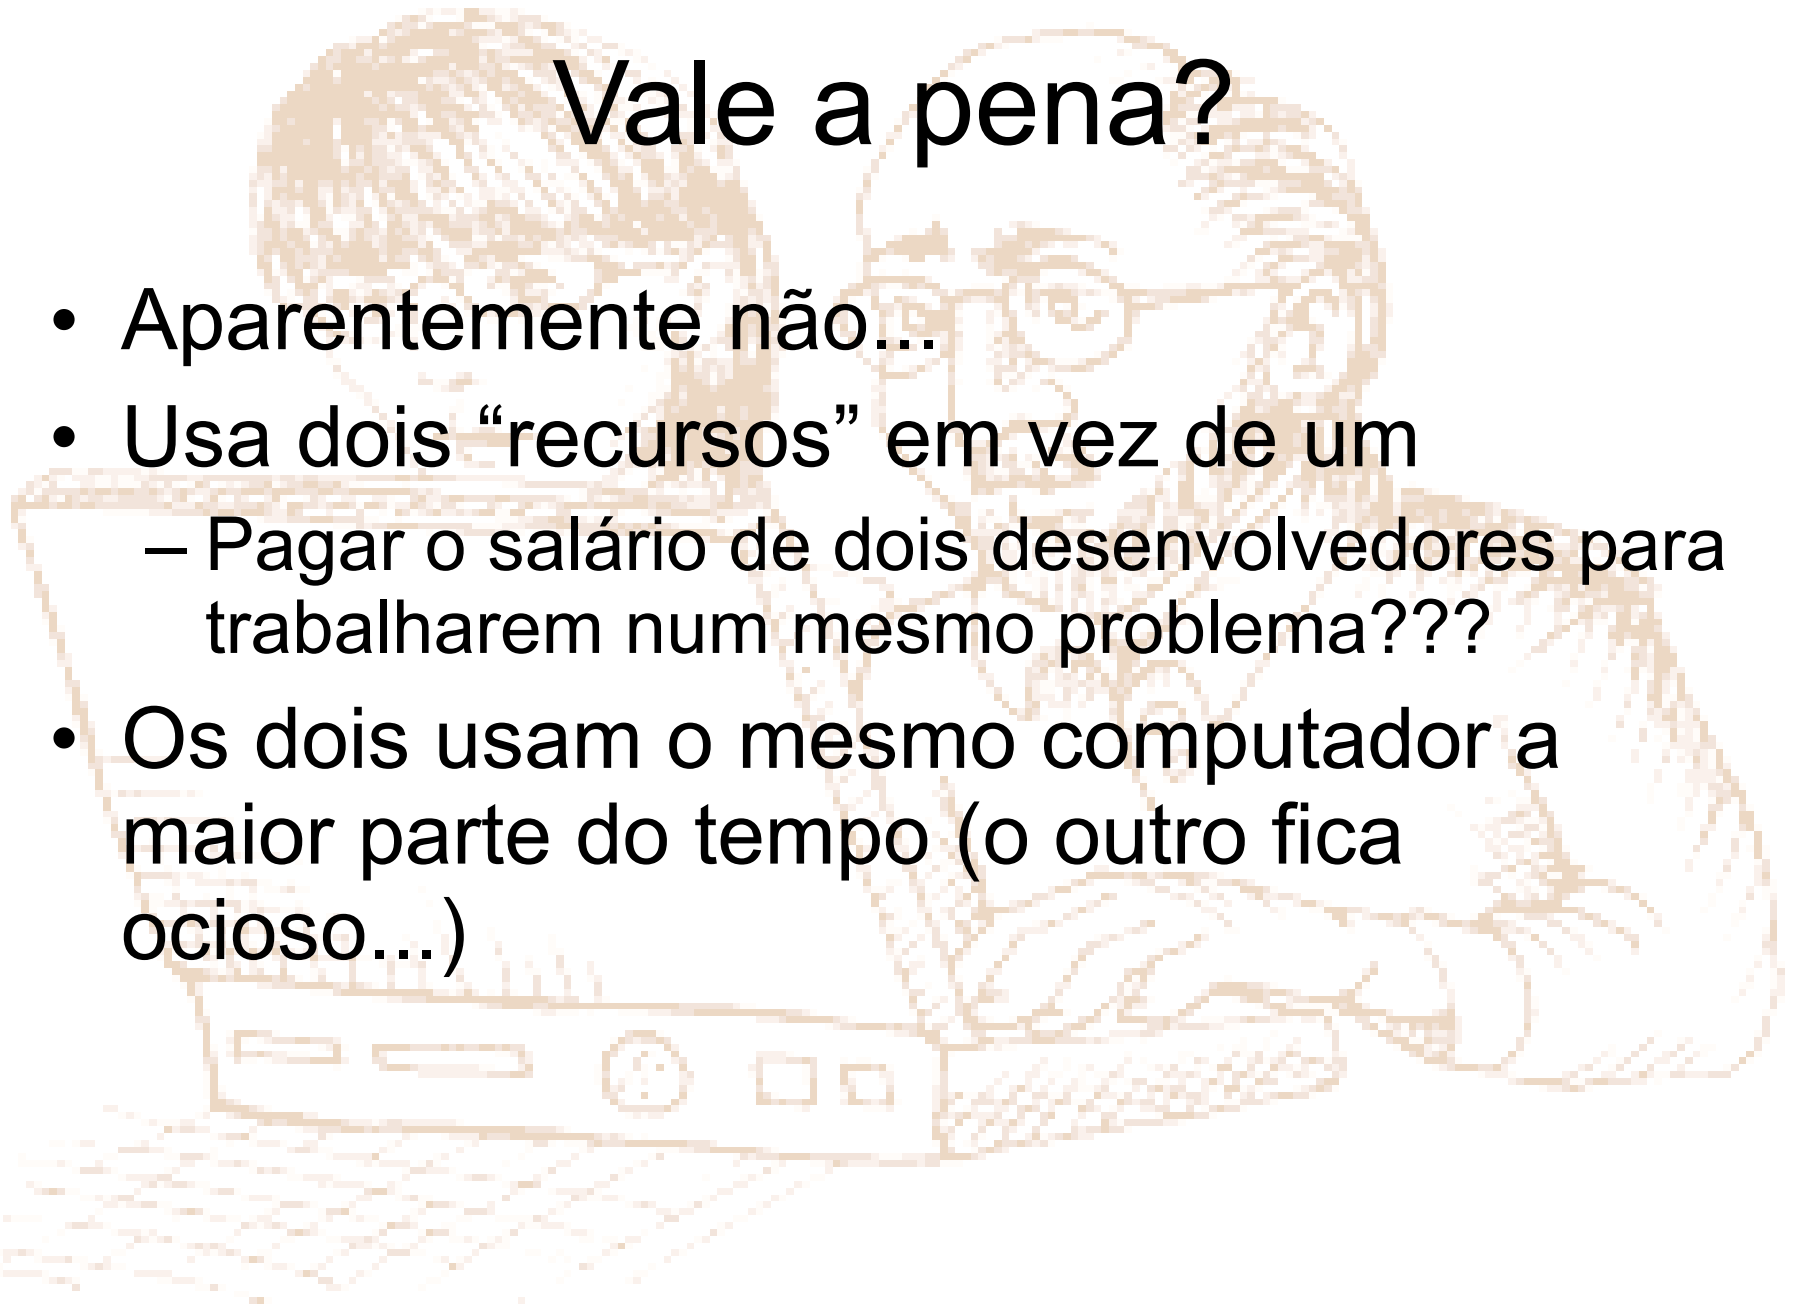 Vale a pena?
• Aparentemente não...
• Usa dois “recursos” em vez de um
– Pagar o salário de dois desenvolvedores para
trabalharem num mesmo problema???
• Os dois usam o mesmo computador a
maior parte do tempo (o outro fica
ocioso...)